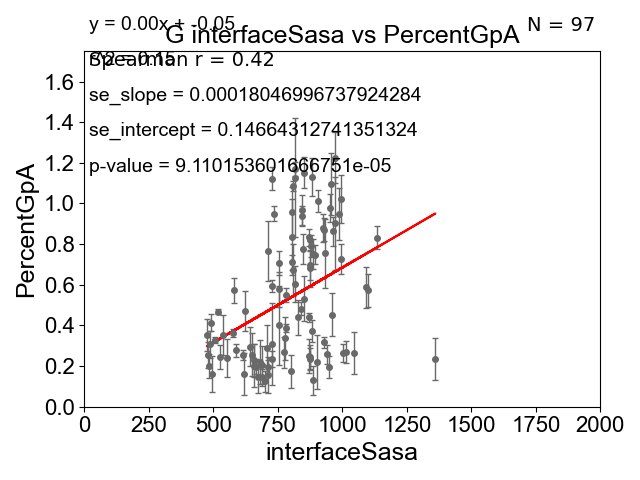 y = 0.00x + -0.05
N = 97
G interfaceSasa vs PercentGpA
Spearman r = 0.42
se_slope = 0.00018046996737924284
se_intercept = 0.14664312741351324
p-value = 9.110153601666751e-05
PercentGpA
1.6
1.4
1.2
1.0
0.8
0.6
0.4
0.2
0.0
0 250 500 750 1000 1250 1500 1750 2000
interfaceSasa